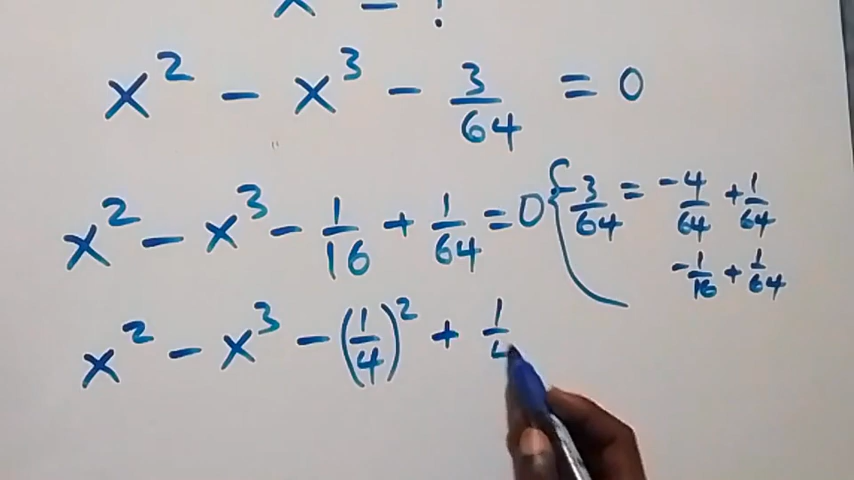 x - ?
x² - x³ - 3/64 = 0
x² - x³ - 1/16 + 1/64 = 0 { -3/64 = -4/64 + 1/64
-1/16 + 1/64
x² - x³ - (1/4)² + 1/4